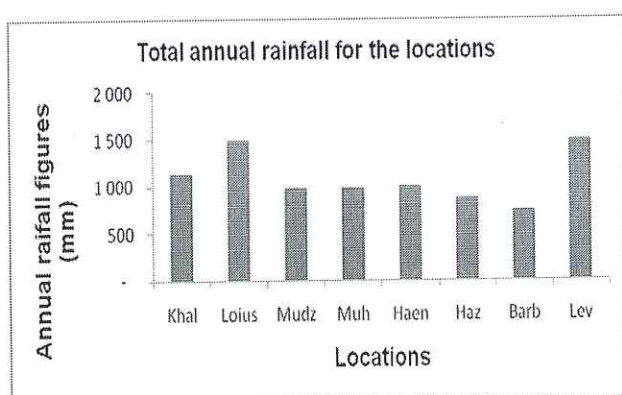 Total annual rainfall for the locations
Annual raifall figures
(mm)
2 000
1 500
1 000
500
-
Khal Loius Mudz Muh Haen Haz Barb Lev
Locations